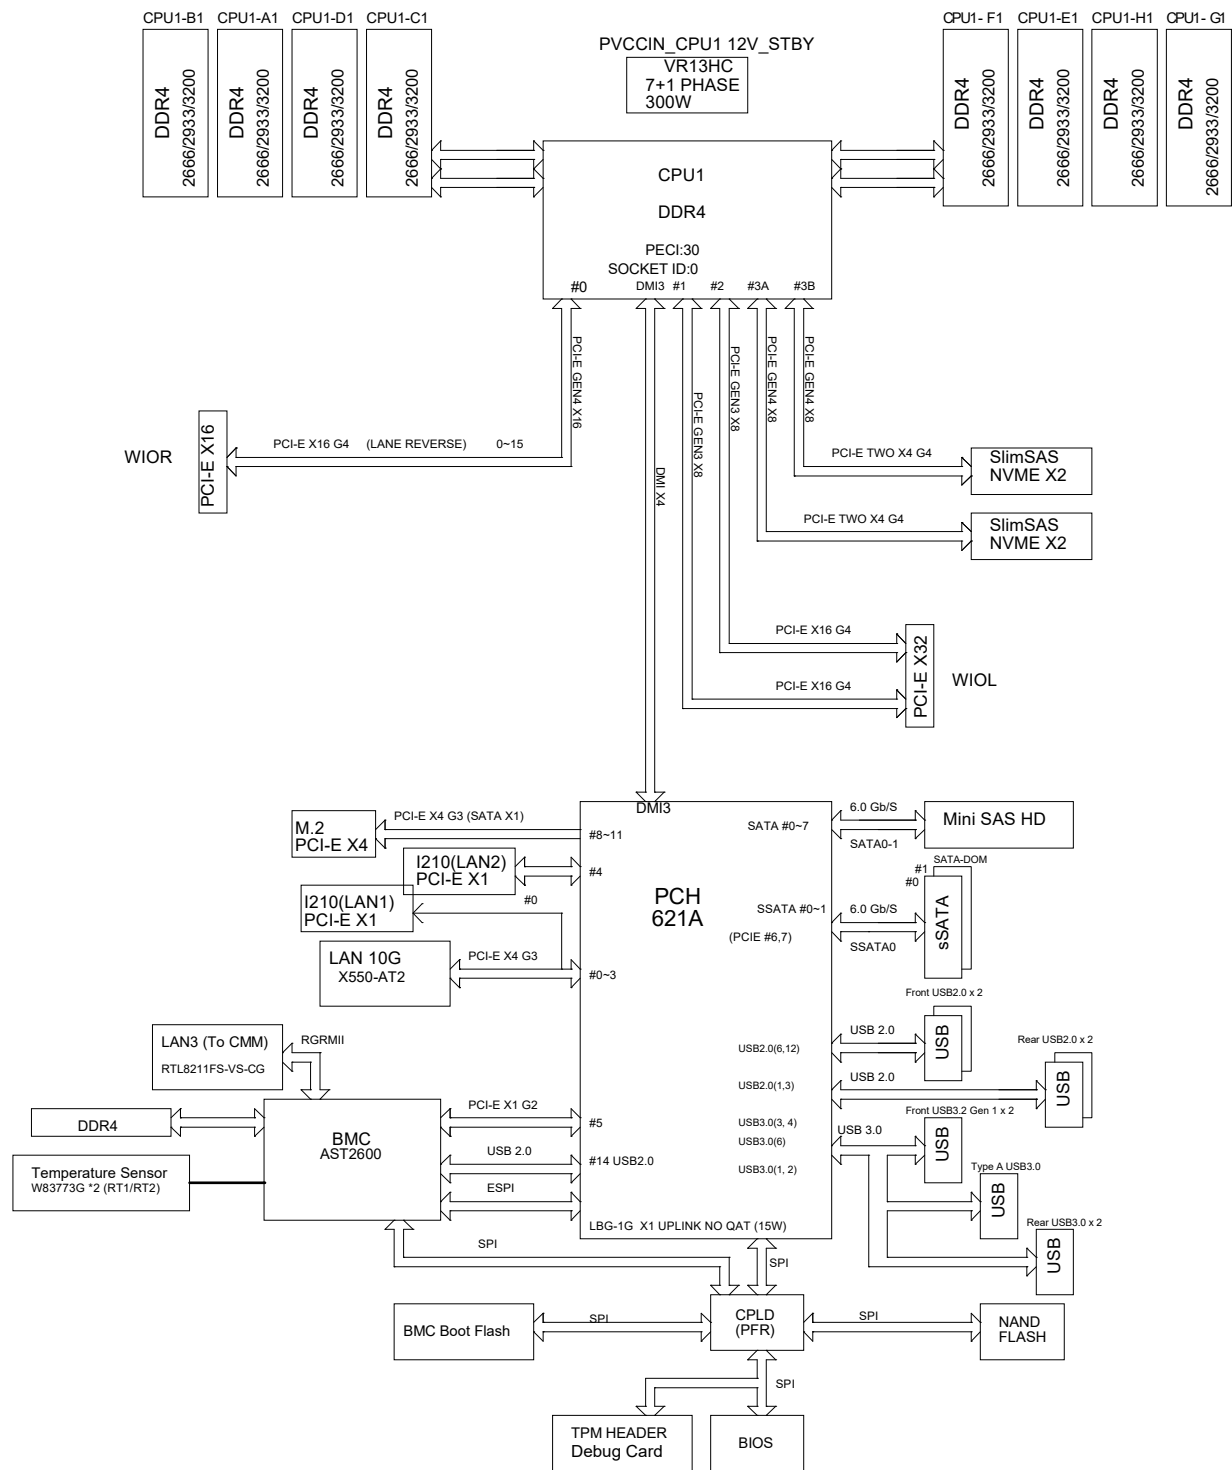 CPU1-B1
CPU1-A1
CPU1-D1
CPU1-C1
CPU1- F1
CPU1-E1
CPU1-H1
CPU1- G1
DDR4
2666/2933/3200
DDR4
2666/2933/3200
DDR4
2666/2933/3200
DDR4
2666/2933/3200
PVCCIN_CPU1 12V_STBY
VR13HC
7+1 PHASE
300W
DDR4
2666/2933/3200
DDR4
2666/2933/3200
DDR4
2666/2933/3200
DDR4
2666/2933/3200
CPU1
DDR4
PECI:30
SOCKET ID:0
#0
DMI3
#1
#2
#3A
#3B
PCI-E GEN4 X16
DMI X4
PCI-E GEN3 X8
PCI-E GEN3 X8
PCI-E GEN4 X8
PCI-E GEN4 X8
WIOR
PCI-E X16
PCI-E X16 G4 (LANE REVERSE) 0~15
PCI-E TWO X4 G4
SlimSAS
NVME X2
PCI-E TWO X4 G4
SlimSAS
NVME X2
PCI-E X16 G4
PCI-E X16 G4
PCI-E X32
WIOL
DMI3
M.2
PCI-E X4
PCI-E X4 G3 (SATA X1)
#8~11
I210(LAN2)
PCI-E X1
#4
I210(LAN1)
PCI-E X1
#0
LAN 10G
X550-AT2
PCI-E X4 G3
#0~3
PCH
621A
SATA #0~7
6.0 Gb/S
SATA0-1
Mini SAS HD
SSATA #0~1
(PCIE #6,7)
6.0 Gb/S
SSATA0
#1
#0
SATA-DOM
sSATA
Front USB2.0 x 2
USB2.0(6,12)
USB 2.0
USB
Rear USB2.0 x 2
USB2.0(1,3)
USB 2.0
USB
Front USB3.2 Gen 1 x 2
USB3.0(3, 4)
USB3.0(6)
USB3.0(1, 2)
USB 3.0
USB
Type A USB3.0
USB
Rear USB3.0 x 2
USB
LAN3 (To CMM)
RTL8211FS-VS-CG
RGRMII
DDR4
BMC
AST2600
PCI-E X1 G2
#5
USB 2.0
#14 USB2.0
ESPI
Temperature Sensor
W83773G *2 (RT1/RT2)
LBG-1G X1 UPLINK NO QAT (15W)
SPI
SPI
BMC Boot Flash
SPI
CPLD
(PFR)
SPI
NAND
FLASH
SPI
TPM HEADER
Debug Card
BIOS